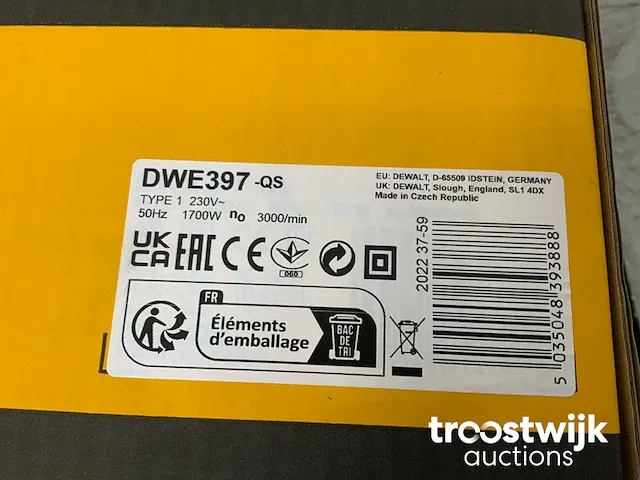 DWE397 -QS
TYPE 1 230V~
50Hz 1700W no 3000/min
EU: DEWALT, D-65509 IDSTEIN, GERMANY
UK: DEWALT, Slough, England, SL1 4DX
Made in Czech Republic
UK
CA EAC CE
060
2022 37-59
5 035048 393888
FR
Éléments
d'emballage
BAC
DE
TRI
troostwijk
auctions